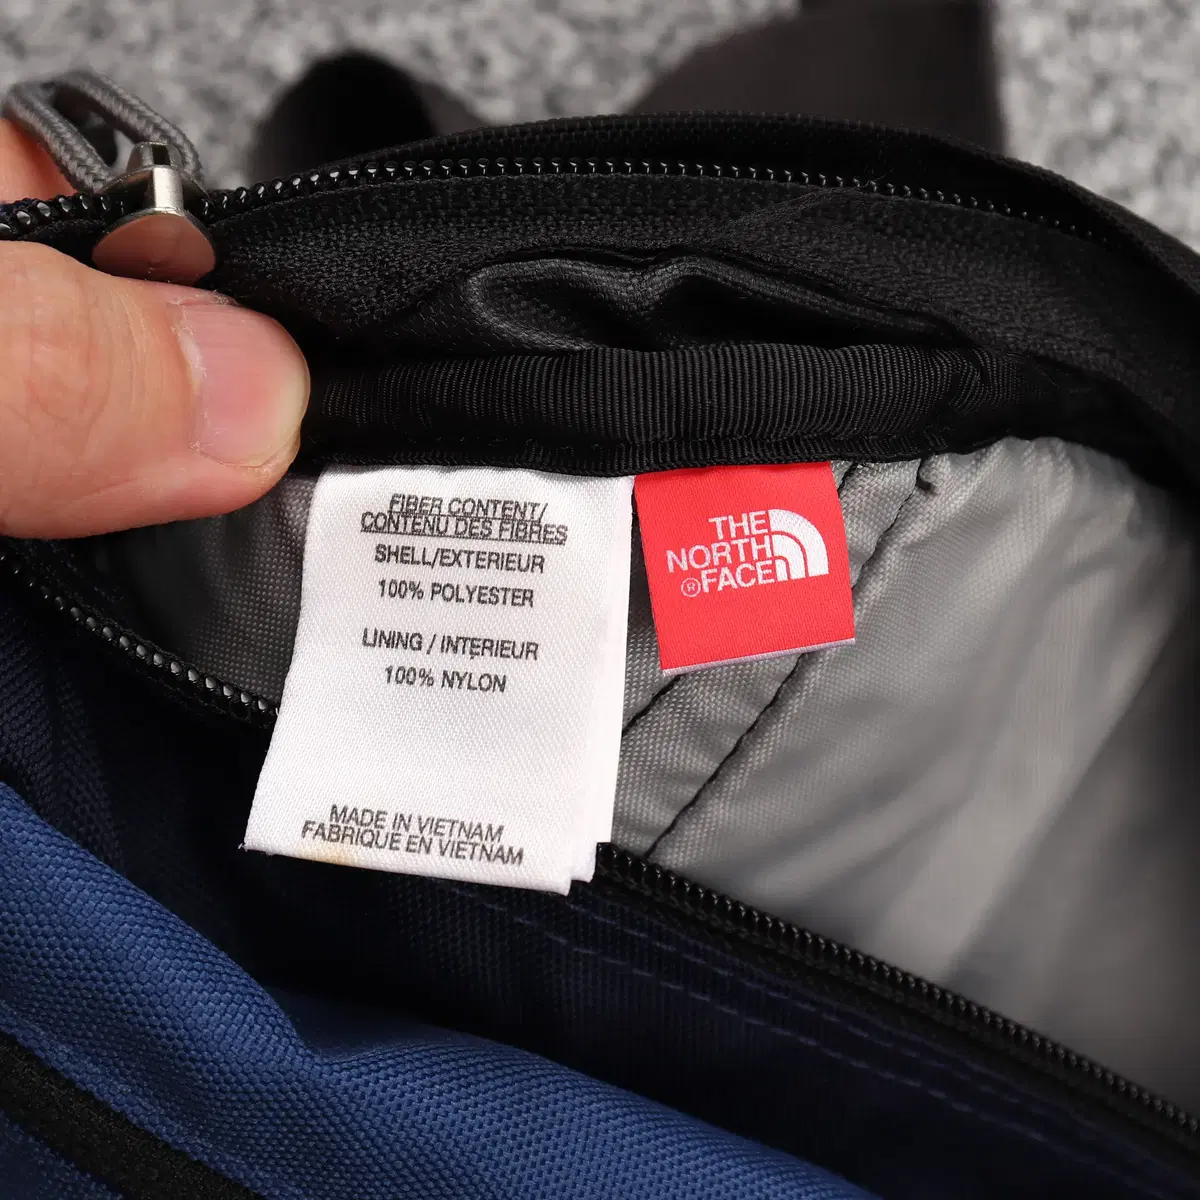 FIBER CONTENT/
CONTENU DES FIBRES
SHELL/EXTERIEUR
100% POLYESTER
LINING / INTERIEUR
100% NYLON
MADE IN VIETNAM
FABRIQUE EN VIETNAM
THE
NORTH
®FACE